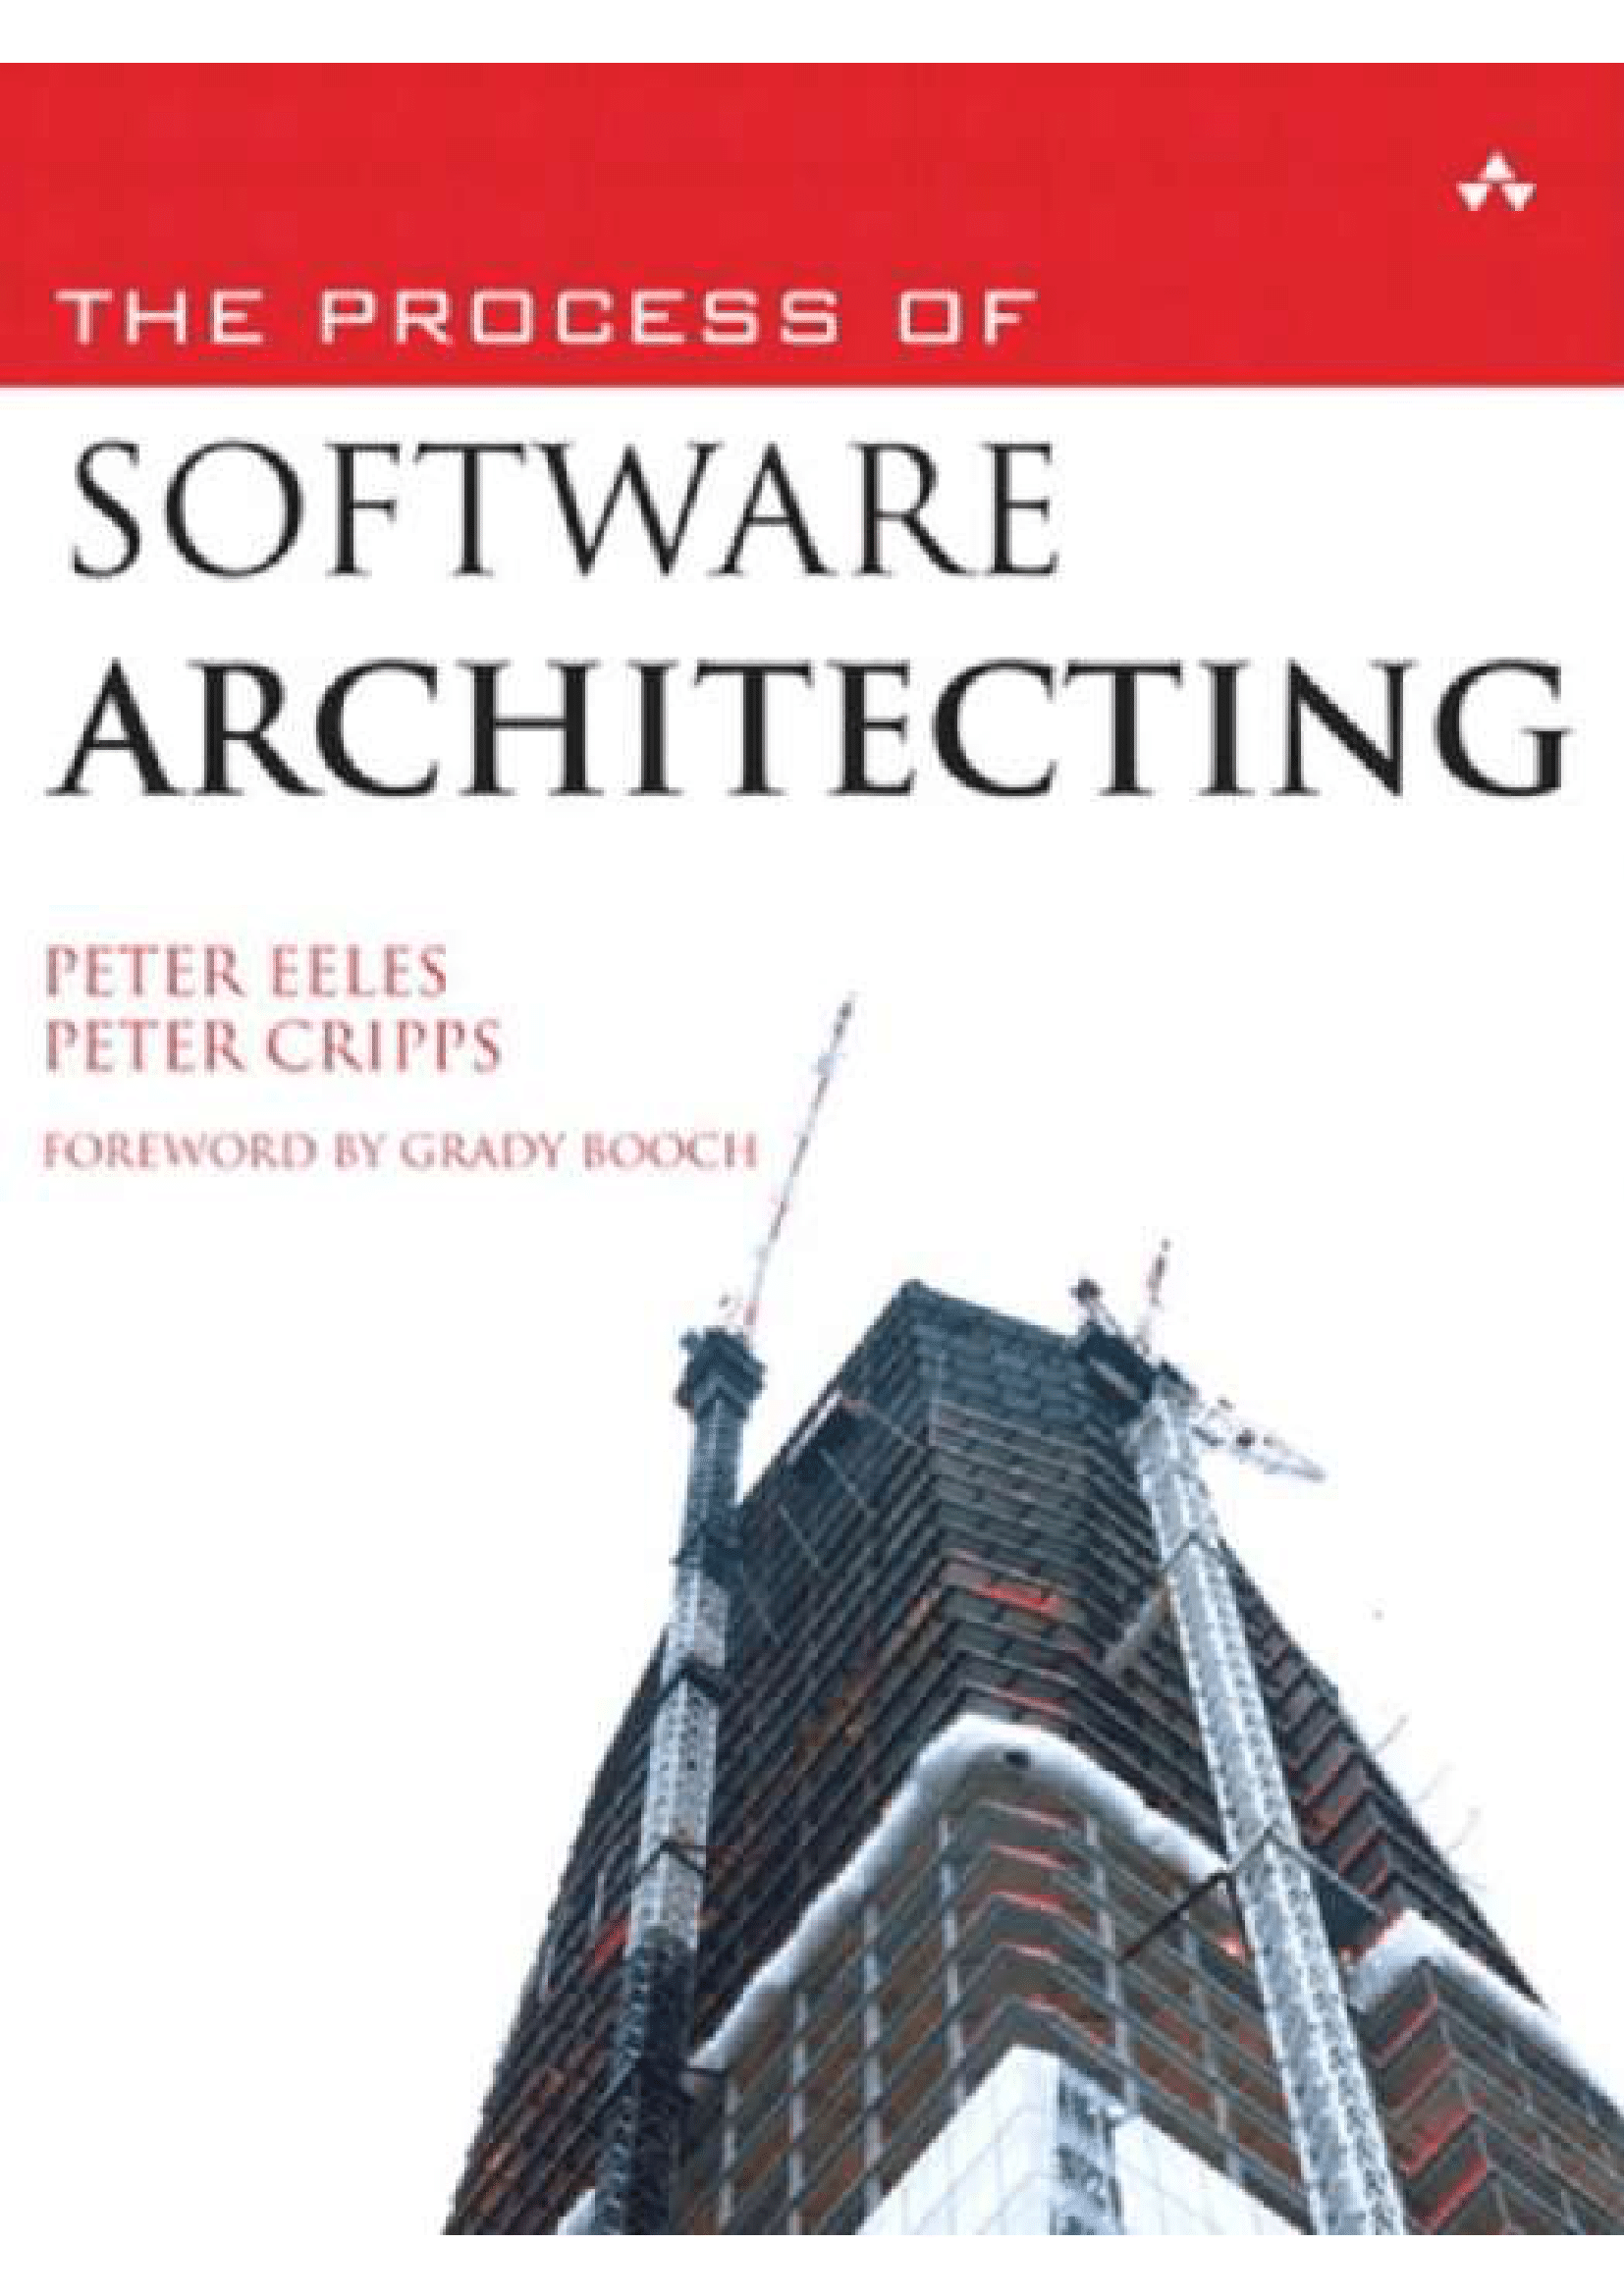 THE PROCESS OF
SOFTWARE
ARCHITECTING
PETER EELES
PETER CRIPPS
FOREWORD BY GRADY BOOCH